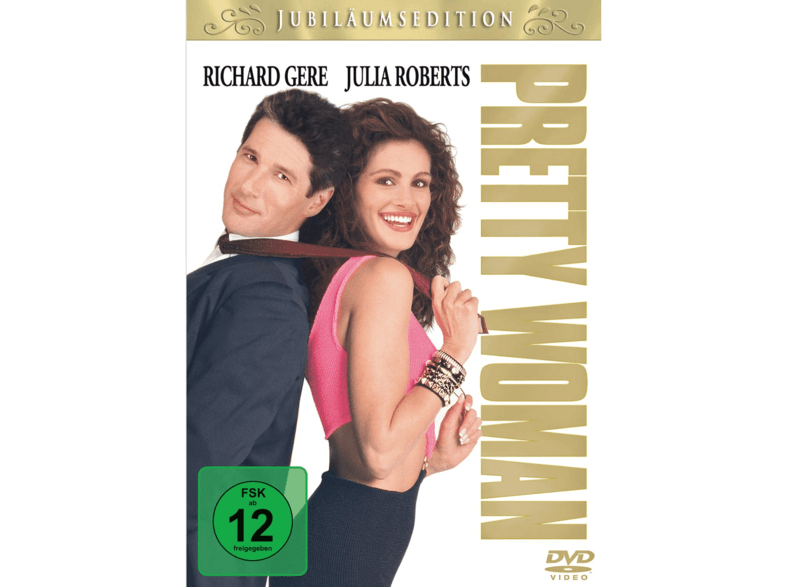 JUBILÄUMSEDITION
RICHARD GERE JULIA ROBERTS
PRETTY WOMAN
FSK
ab
12
freigegeben
DVD
VIDEO